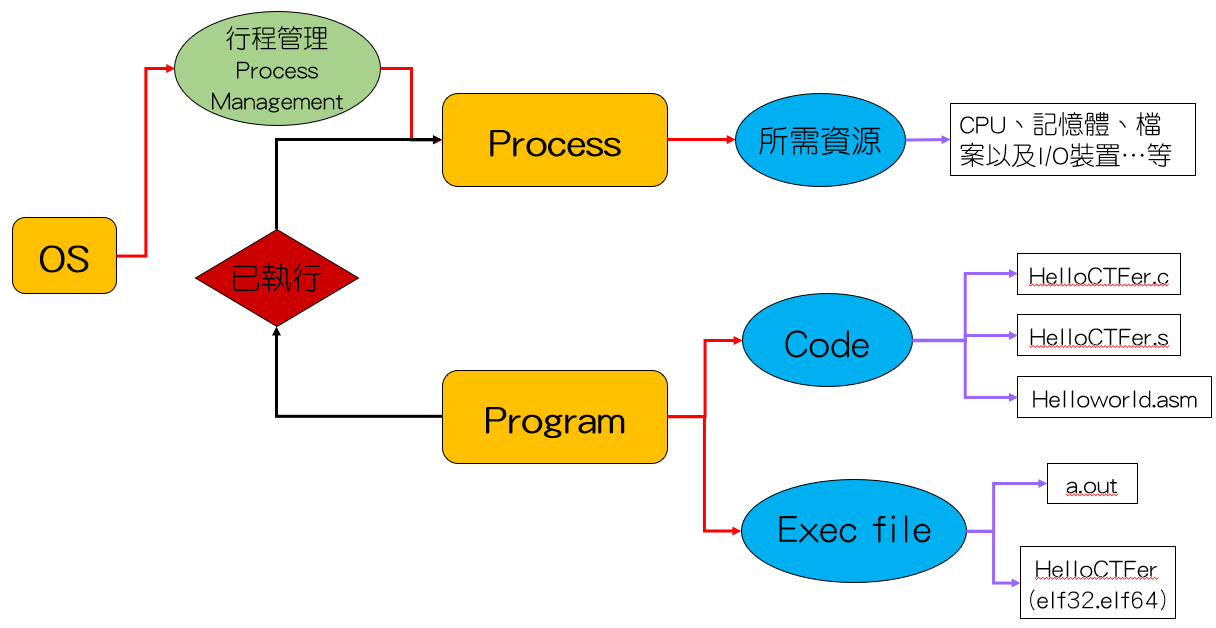 行程管理
Process
Management
Process
所需資源
CPU、記憶體、檔
案以及I/O裝置…等
OS
已執行
HelloCTFer.c
Code
HelloCTFer.s
Helloworld.asm
Program
a.out
Exec file
HelloCTFer
(elf32.elf64)